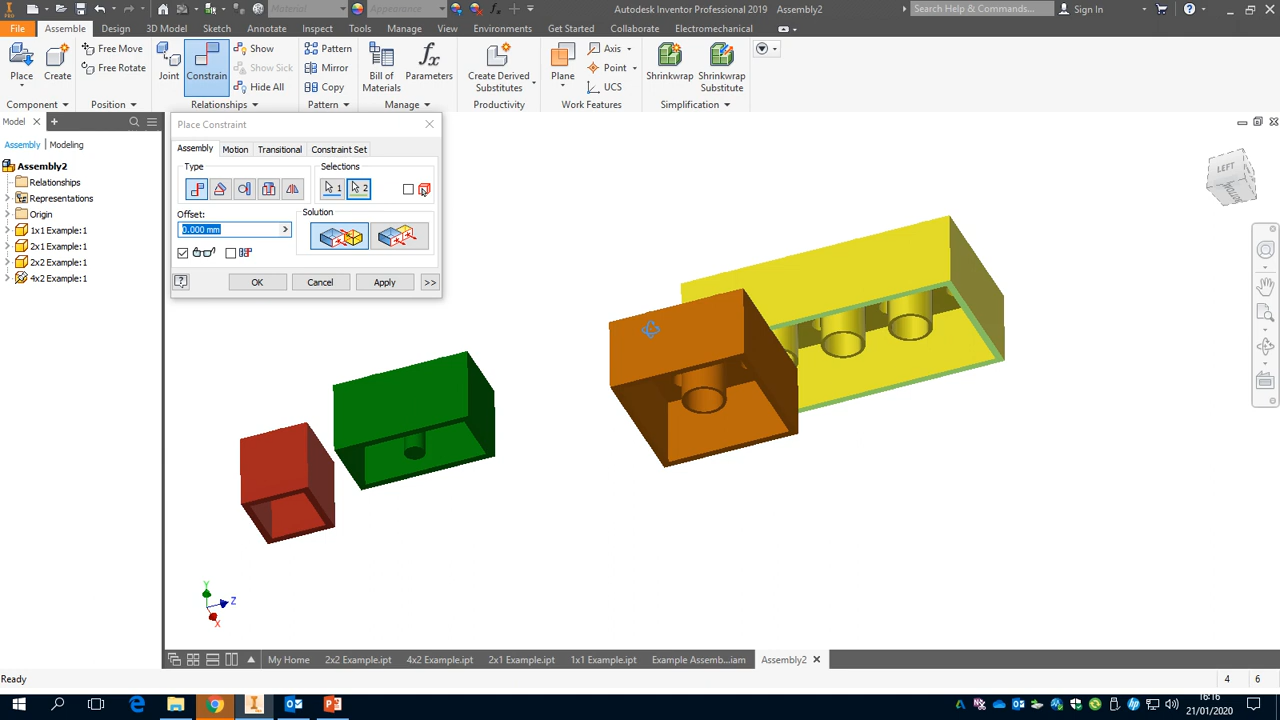 Material
Appearance
Autodesk Inventor Professional 2019 Assembly2
Search Help & Commands...
Sign In
File Assemble Design 3D Model Sketch Annotate Inspect Tools Manage View Environments Get Started Collaborate Electromechanical
Place
Create
Free Move
Free Rotate
Component
Position
Joint
Constrain
Show
Show Sick
Hide All
Relationships
Pattern
Mirror
Copy
Pattern
Bill of Materials
Parameters
Manage
Create Derived Substitutes
Productivity
Plane
Axis
Point
UCS
Work Features
Shrinkwrap
Shrinkwrap Substitute
Simplification
Model
Assembly Modeling
Assembly2
Relationships
Representations
Origin
1x1 Example:1
2x1 Example:1
2x2 Example:1
4x2 Example:1
Place Constraint
Assembly Motion Transitional Constraint Set
Type
Selections
1 2
Offset:
0.000 mm
Solution
OK Cancel Apply >>
LEFT
Y
Z
X
My Home 2x2 Example.ipt 4x2 Example.ipt 2x1 Example.ipt 1x1 Example.ipt Example Assemb...iam Assembly2
Ready
4 6
16:16
21/01/2020